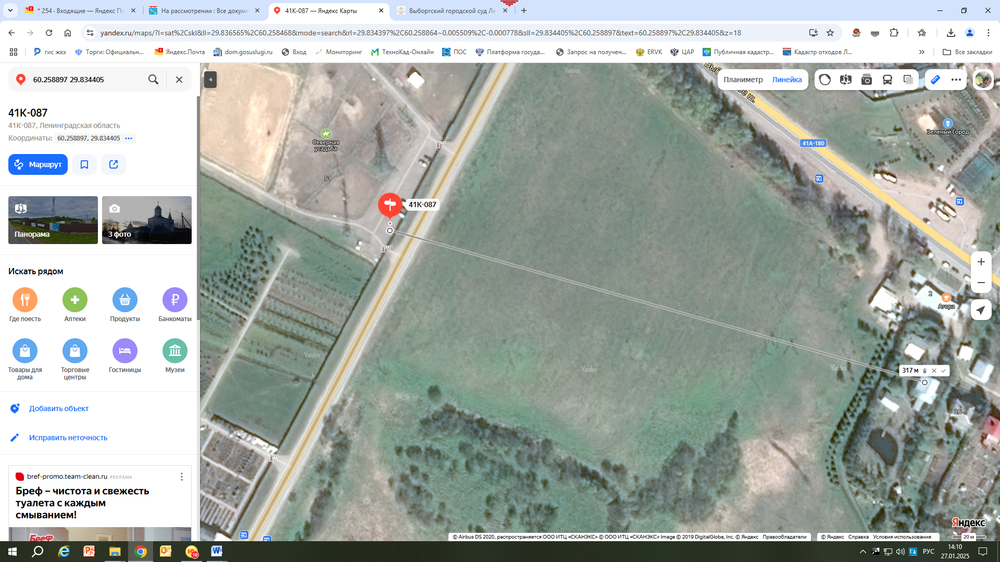 * 254 · Входящие — Яндекс По
На рассмотрении : Все докуме
41К-087 — Яндекс Карты
Выборгский городской суд Ле
yandex.ru/maps/?l=sat%2Cskl&ll=29.836565%2C60.258468&mode=search&rl=29.834397%2C60.258864~0.005509%2C-0.000778&sll=29.834405%2C60.258897&text=60.258897%2C29.834405&z=18
гис жкх
Торги: Официальн...
Яндекс.Почта
dom.gosuslugi.ru
Вход
Мониторинг
ТехноКад-Онлайн
ПОС
Платформа госуда...
Запрос на получен...
ERVK
ЦАР
Публичная кадастр...
Кадастр отходов Л...
Все закладки
60.258897 29.834405
41К-087
41К-087, Ленинградская область
Координаты: 60.258897, 29.834405
Маршрут
Панорама
3 фото
Искать рядом
Где поесть
Аптеки
Продукты
Банкоматы
Товары для
дома
Торговые
центры
Гостиницы
Музеи
Добавить объект
Исправить неточность
bref-promo.team-clean.ru РЕКЛАМА
Бреф – чистота и свежесть
туалета с каждым
смыванием!
Бреф
Планиметр
Линейка
Yandex
Северная
усадьба
51
41К-087
41А-180
Зеленый Город
2
Агора
Yandex
Yandex
Yandex
317 м
2Б
Яндекс
© Airbus DS 2020, распространяется ООО ИТЦ «СКАНЭКС» © ООО ИТЦ «СКАНЭКС» Image © 2019 DigitalGlobe, Inc. © Яндекс Правообладатели
© Яндекс Справка Условия использования
20 м
10
РУС
14:10
27.01.2025